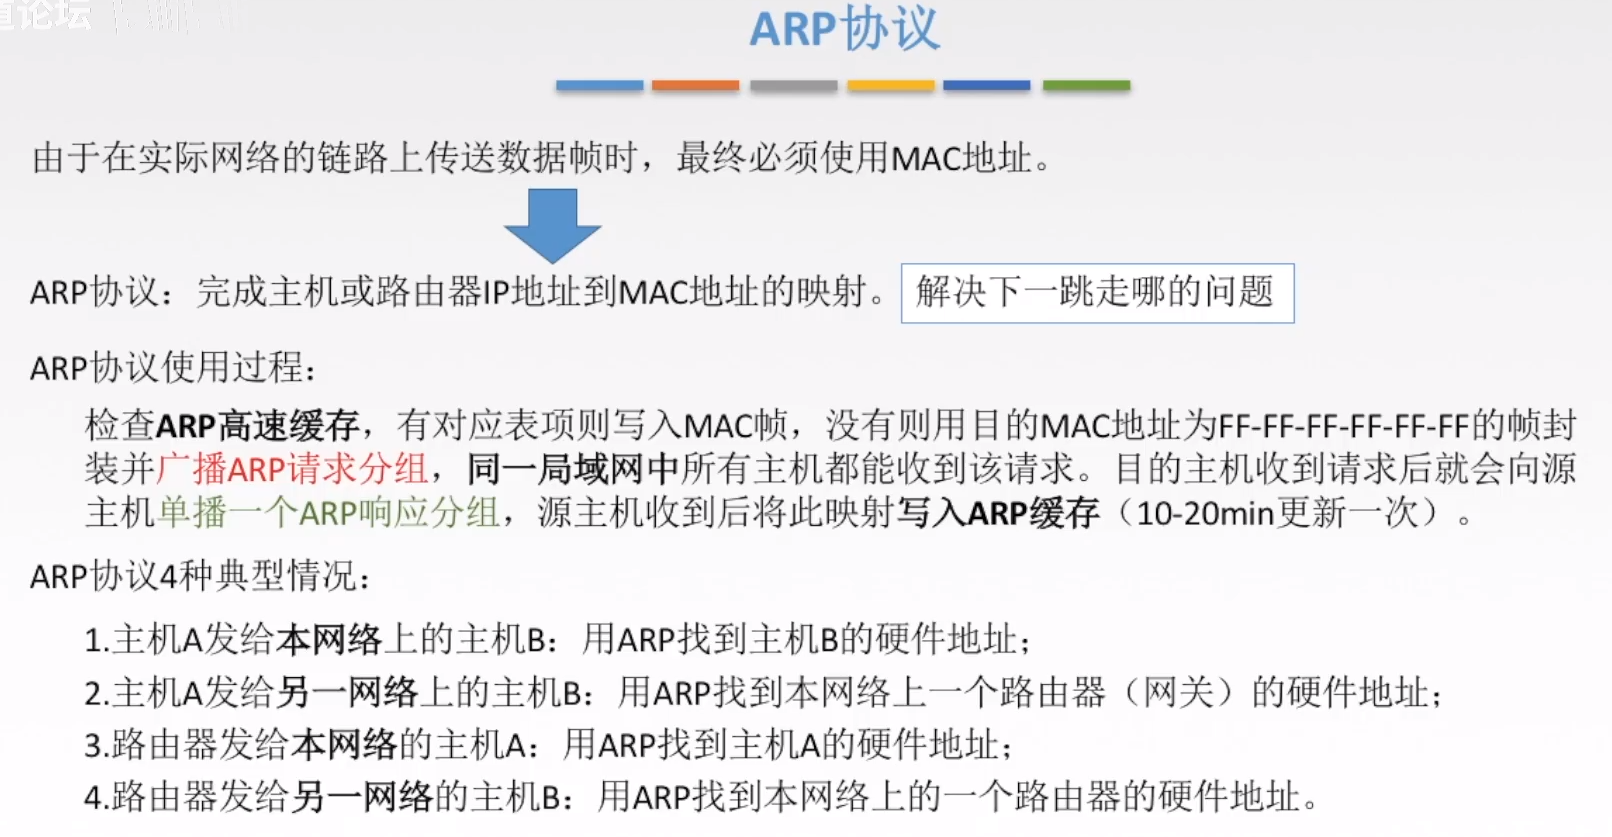 道论坛
ARP协议
由于在实际网络的链路上传送数据帧时，最终必须使用MAC地址。
ARP协议：完成主机或路由器IP地址到MAC地址的映射。
解决下一跳走哪的问题
ARP协议使用过程：
检查ARP高速缓存，有对应表项则写入MAC帧，没有则用目的MAC地址为FF-FF-FF-FF-FF-FF的帧封
装并广播ARP请求分组，同一局域网中所有主机都能收到该请求。目的主机收到请求后就会向源
主机单播一个ARP响应分组，源主机收到后将此映射写入ARP缓存（10-20min更新一次）。
ARP协议4种典型情况：
1.主机A发给本网络上的主机B：用ARP找到主机B的硬件地址；
2.主机A发给另一网络上的主机B：用ARP找到本网络上一个路由器（网关）的硬件地址；
3.路由器发给本网络的主机A：用ARP找到主机A的硬件地址；
4.路由器发给另一网络的主机B：用ARP找到本网络上的一个路由器的硬件地址。